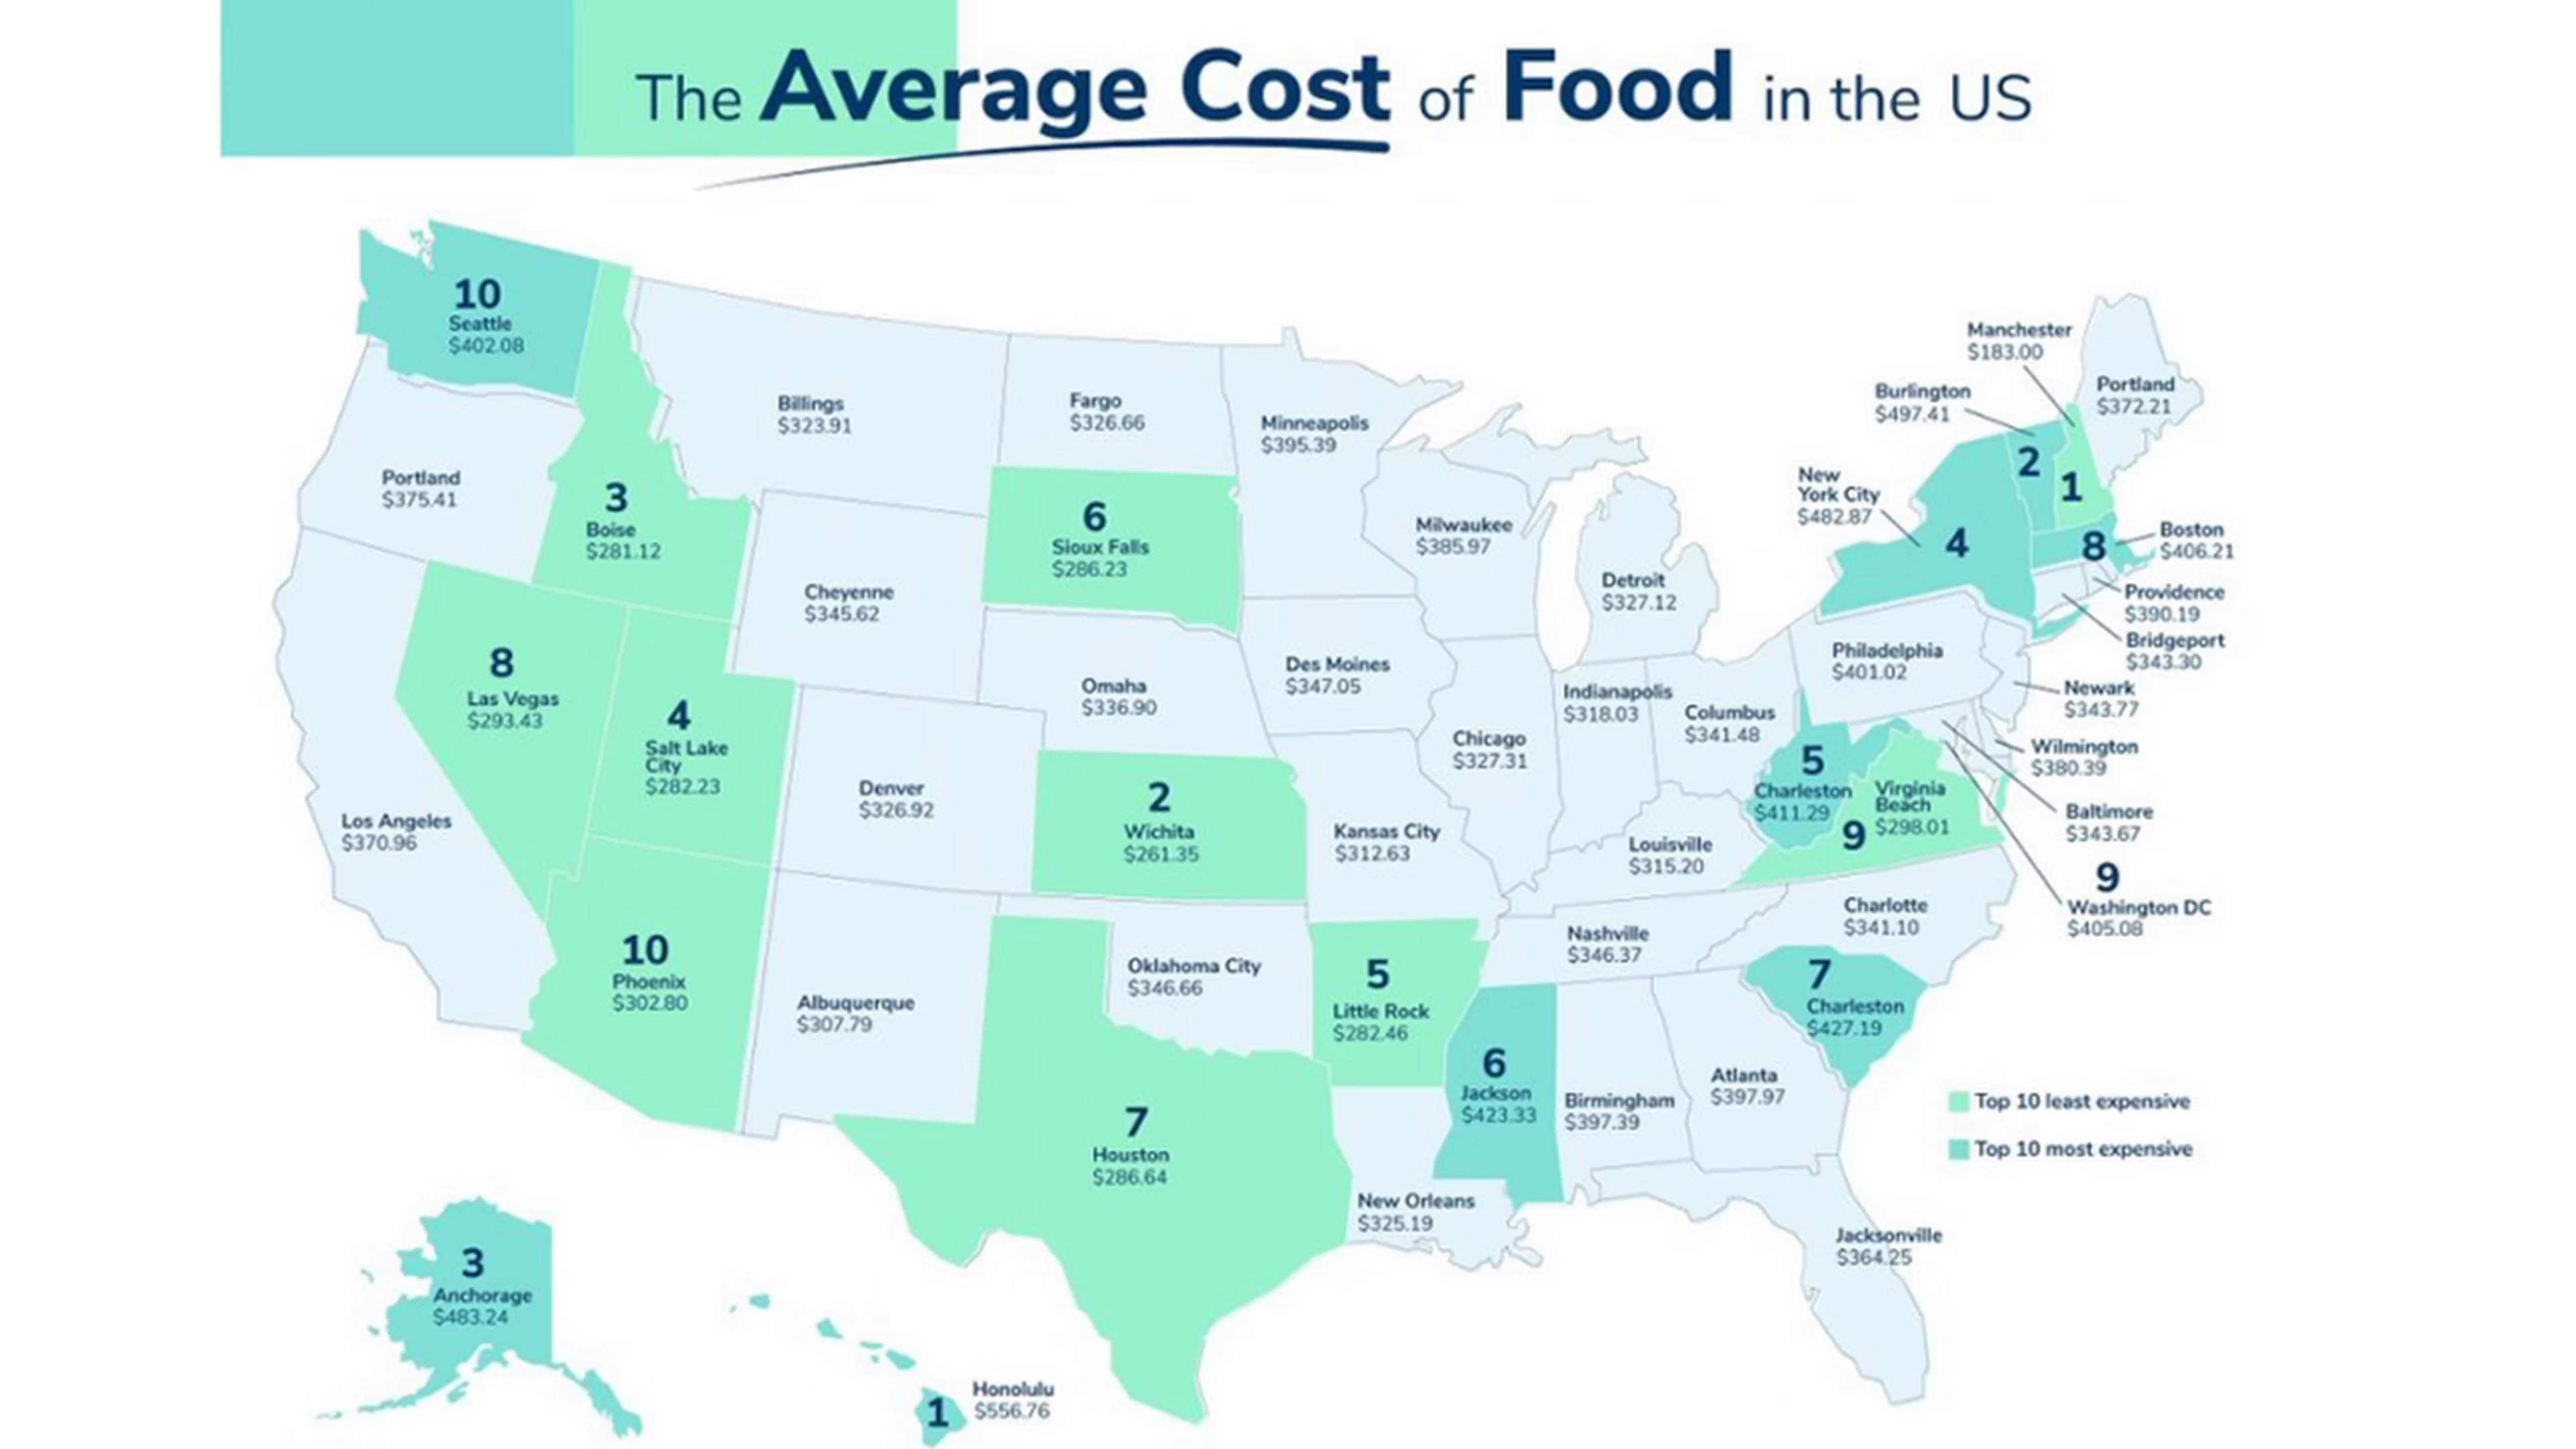 The Average Cost of Food in the US
10
Seattle
$402.08
Billings
$323.91
Fargo
$326.66
Minneapolis
$395.39
Manchester
$183.00
Burlington
$497.41
Portland
$372.21
Portland
$375.41
3
Boise
$281.12
6
Sioux Falls
$286.23
Milwaukee
$385.97
Detroit
$327.12
New
York City
$482.87
4
2
1
8
Boston
$406.21
Providence
$390.19
Bridgeport
$343.30
Cheyenne
$345.62
8
Las Vegas
$293.43
4
Salt Lake
City
$282.23
Omaha
$336.90
Des Moines
$347.05
Chicago
$327.31
Indianapolis
$318.03
Columbus
$341.48
Philadelphia
$401.02
Newark
$343.77
Wilmington
$380.39
Baltimore
$343.67
9
Washington DC
$405.08
Los Angeles
$370.96
Denver
$326.92
2
Wichita
$261.35
Kansas City
$312.63
Louisville
$315.20
5
Charleston
$411.29
Virginia
Beach
$298.01
9
10
Phoenix
$302.80
Albuquerque
$307.79
Oklahoma City
$346.66
5
Little Rock
$282.46
Nashville
$346.37
Charlotte
$341.10
7
Charleston
$427.19
7
Houston
$286.64
6
Jackson
$423.33
Birmingham
$397.39
Atlanta
$397.97
New Orleans
$325.19
Jacksonville
$364.25
Top 10 least expensive
Top 10 most expensive
3
Anchorage
$483.24
1
Honolulu
$556.76